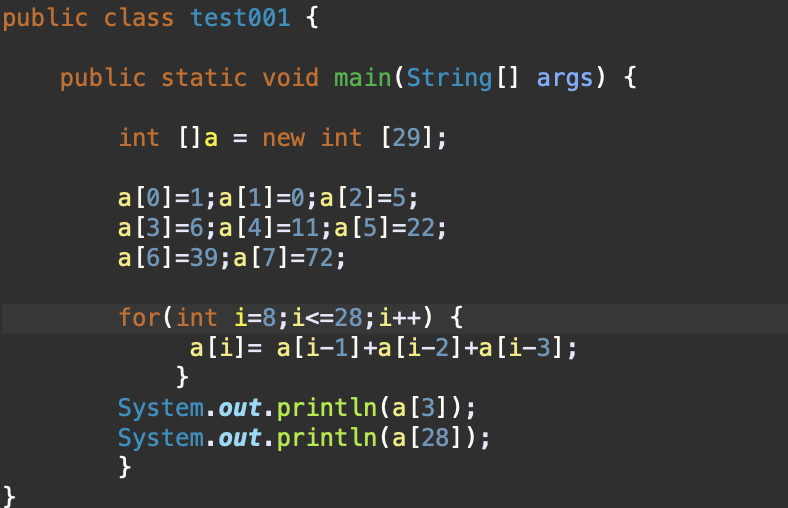 public class test001 {
public static void main(String[] args) {
int []a = new int [29];
a[0]=1;a[1]=0;a[2]=5;
a[3]=6;a[4]=11;a[5]=22;
a[6]=39;a[7]=72;
for(int i=8;i<=28;i++) {
a[i]= a[i-1]+a[i-2]+a[i-3];
}
System.out.println(a[3]);
System.out.println(a[28]);
}
}